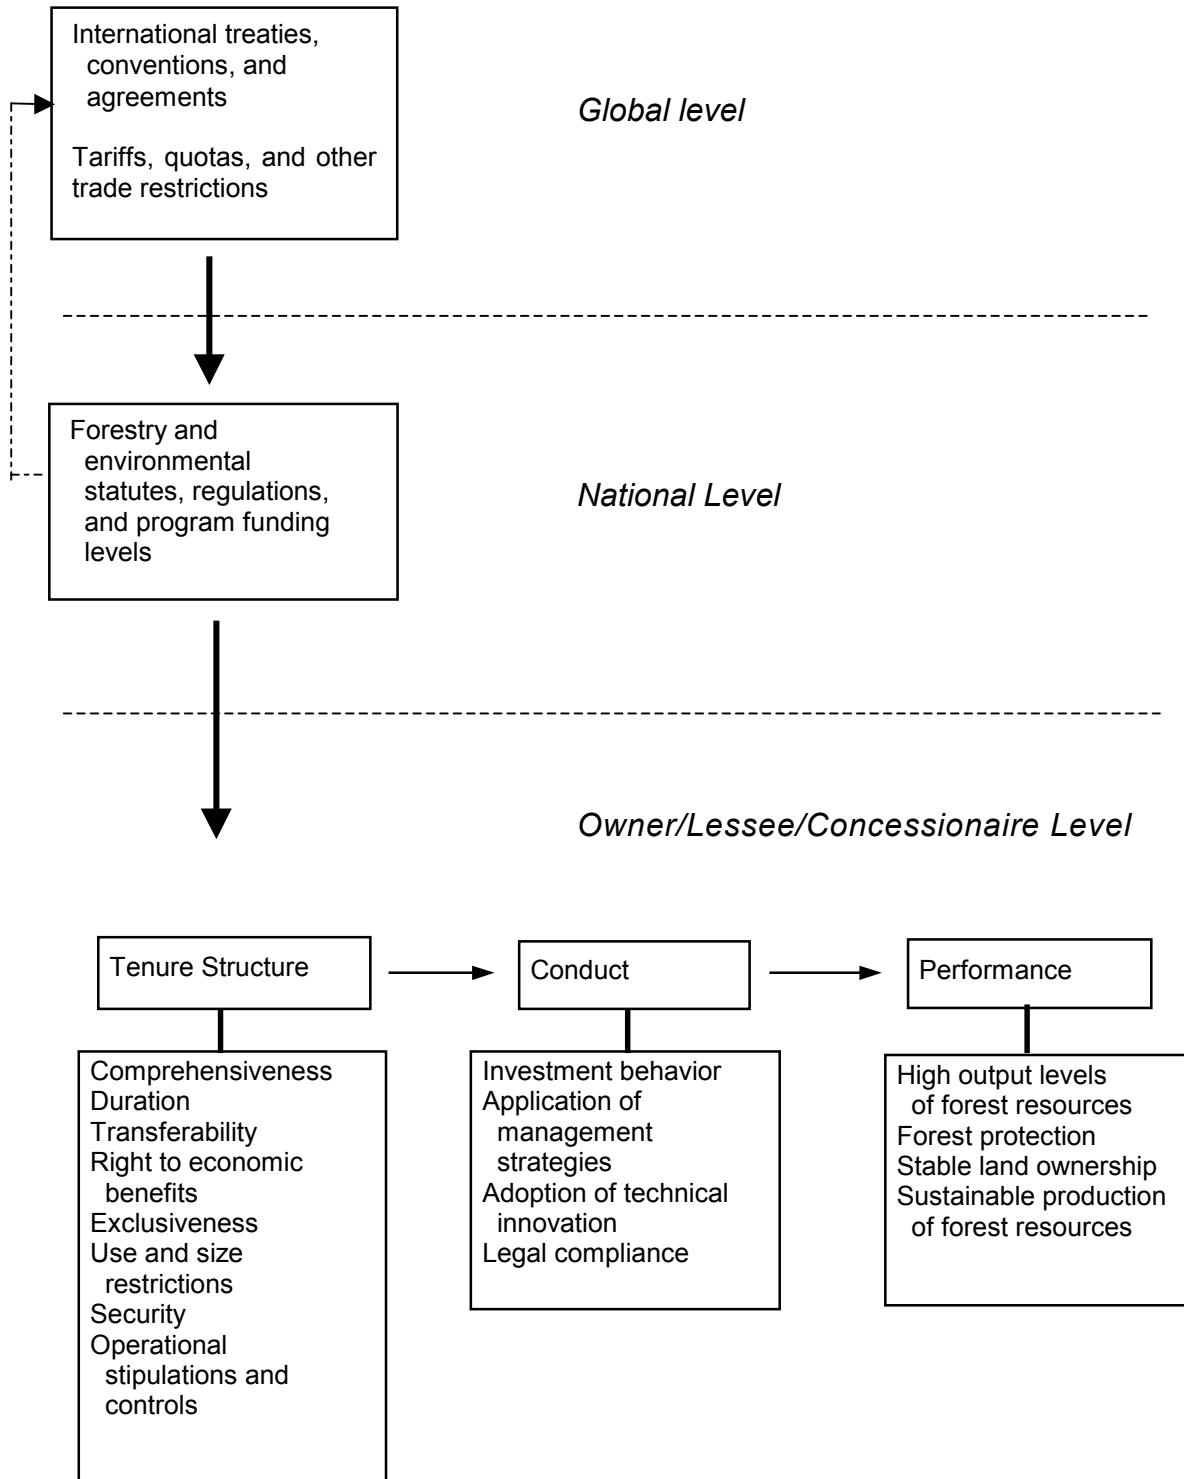 International treaties,
conventions, and
agreements
Tariffs, quotas, and other
trade restrictions
Global level
Forestry and
environmental
statutes, regulations,
and program funding
levels
National Level
Owner/Lessee/Concessionaire Level
Tenure Structure
Conduct
Performance
Comprehensiveness
Duration
Transferability
Right to economic
benefits
Exclusiveness
Use and size
restrictions
Security
Operational
stipulations and
controls
Investment behavior
Application of
management
strategies
Adoption of technical
innovation
Legal compliance
High output levels
of forest resources
Forest protection
Stable land ownership
Sustainable production
of forest resources